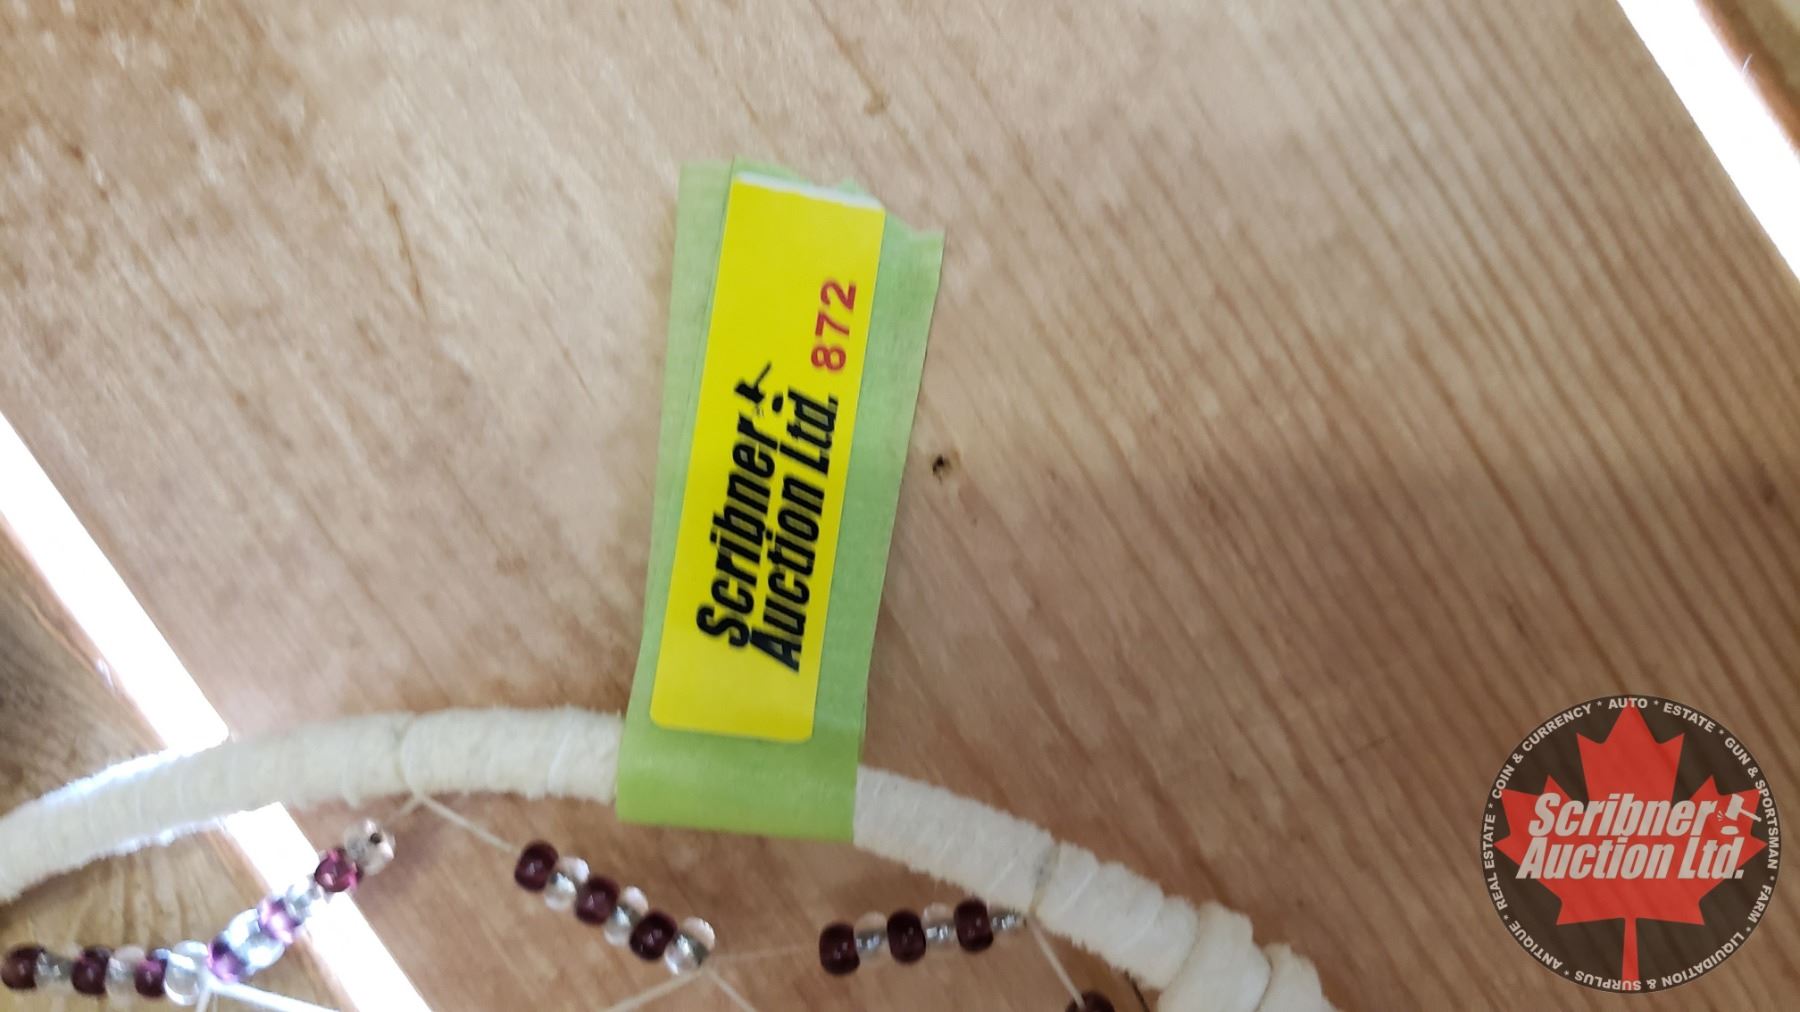 Scribner
Auction Ltd. 872
Scribner
Auction Ltd.
REAL ESTATE * COIN & CURRENCY * AUTO * ESTATE * GUN & SPORTSMAN * FARM * LIQUIDATION & SURPLUS * ANTIQUE *